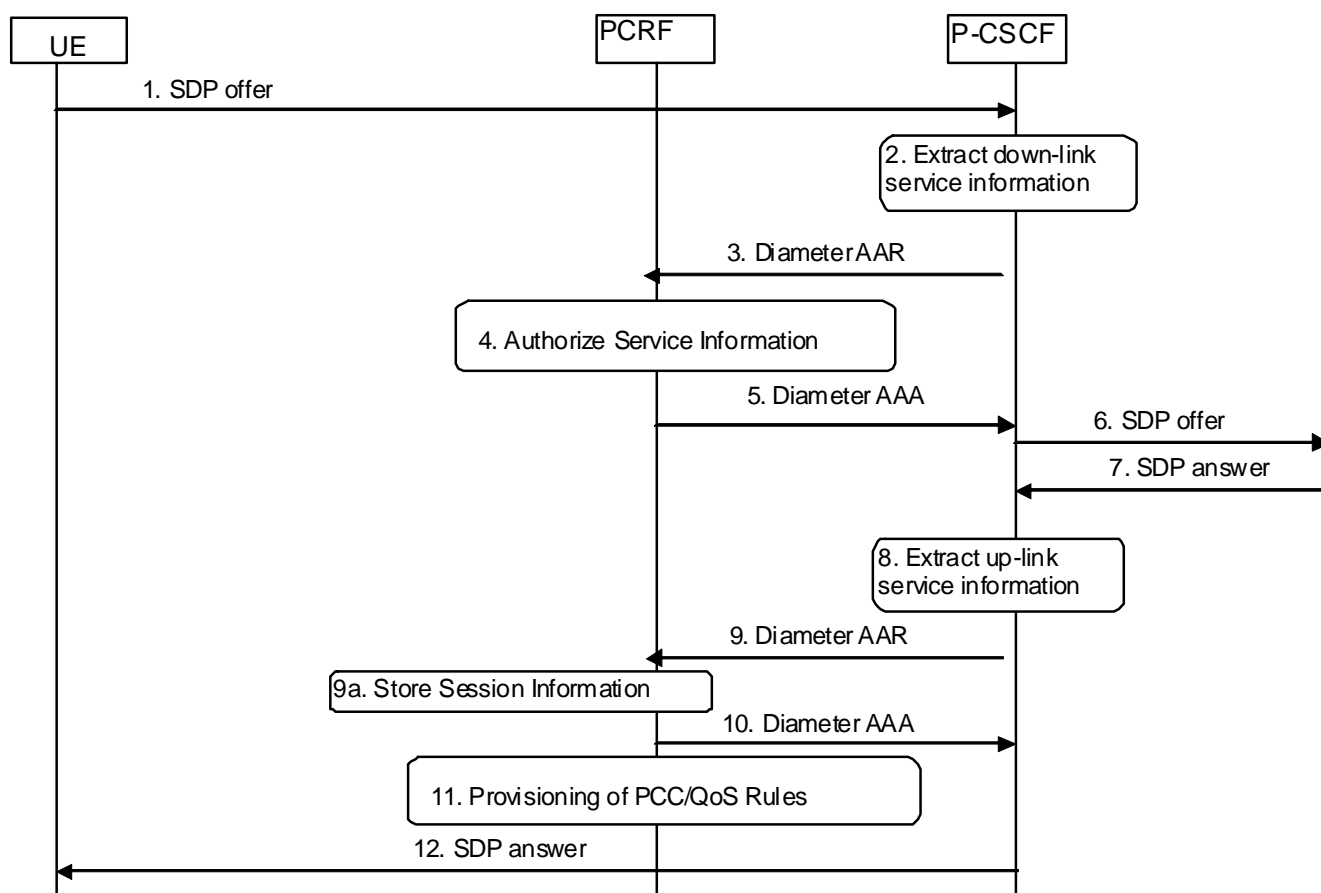 UE
PCRF
P-CSCF
1. SDP offer
2. Extract down-link
service information
3. Diameter AAR
4. Authorize Service Information
5. Diameter AAA
6. SDP offer
7. SDP answer
8. Extract up-link
service information
9. Diameter AAR
9a. Store Session Information
10. Diameter AAA
11. Provisioning of PCC/QoS Rules
12. SDP answer